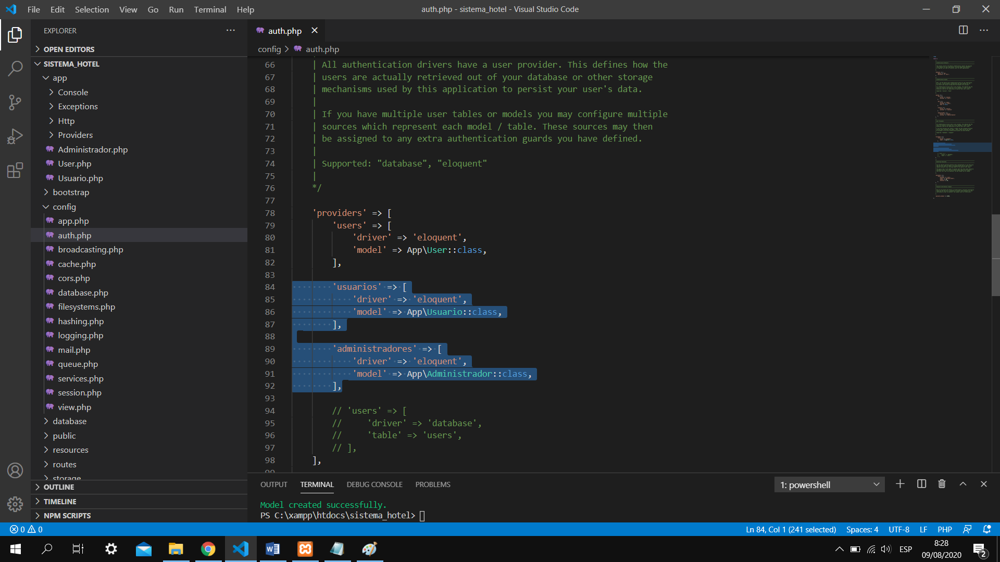 File Edit Selection View Go Run Terminal Help
auth.php - sistema_hotel - Visual Studio Code
EXPLORER
OPEN EDITORS
SISTEMA_HOTEL
app
Console
Exceptions
Http
Providers
Administrador.php
User.php
Usuario.php
bootstrap
config
app.php
auth.php
broadcasting.php
cache.php
cors.php
database.php
filesystems.php
hashing.php
logging.php
mail.php
queue.php
services.php
session.php
view.php
database
public
resources
routes
storage
OUTLINE
TIMELINE
NPM SCRIPTS
auth.php
config > auth.php
66 | All authentication drivers have a user provider. This defines how the
67 | users are actually retrieved out of your database or other storage
68 | mechanisms used by this application to persist your user's data.
69 |
70 | If you have multiple user tables or models you may configure multiple
71 | sources which represent each model / table. These sources may then
72 | be assigned to any extra authentication guards you have defined.
73 |
74 | Supported: "database", "eloquent"
75 |
76 */
77
78 'providers' => [
79 'users' => [
80 'driver' => 'eloquent',
81 'model' => App\User::class,
82 ],
83
84 'usuarios' => [
85 'driver' => 'eloquent',
86 'model' => App\Usuario::class,
87 ],
88
89 'administradores' => [
90 'driver' => 'eloquent',
91 'model' => App\Administrador::class,
92 ],
93
94 // 'users' => [
95 // 'driver' => 'database',
96 // 'table' => 'users',
97 // ],
98 ],
99
OUTPUT TERMINAL DEBUG CONSOLE PROBLEMS
1: powershell
Model created successfully.
PS C:\xampp\htdocs\sistema_hotel>
0 0
Ln 84, Col 1 (241 selected) Spaces: 4 UTF-8 LF PHP
ESP
8:28
09/08/2020
2